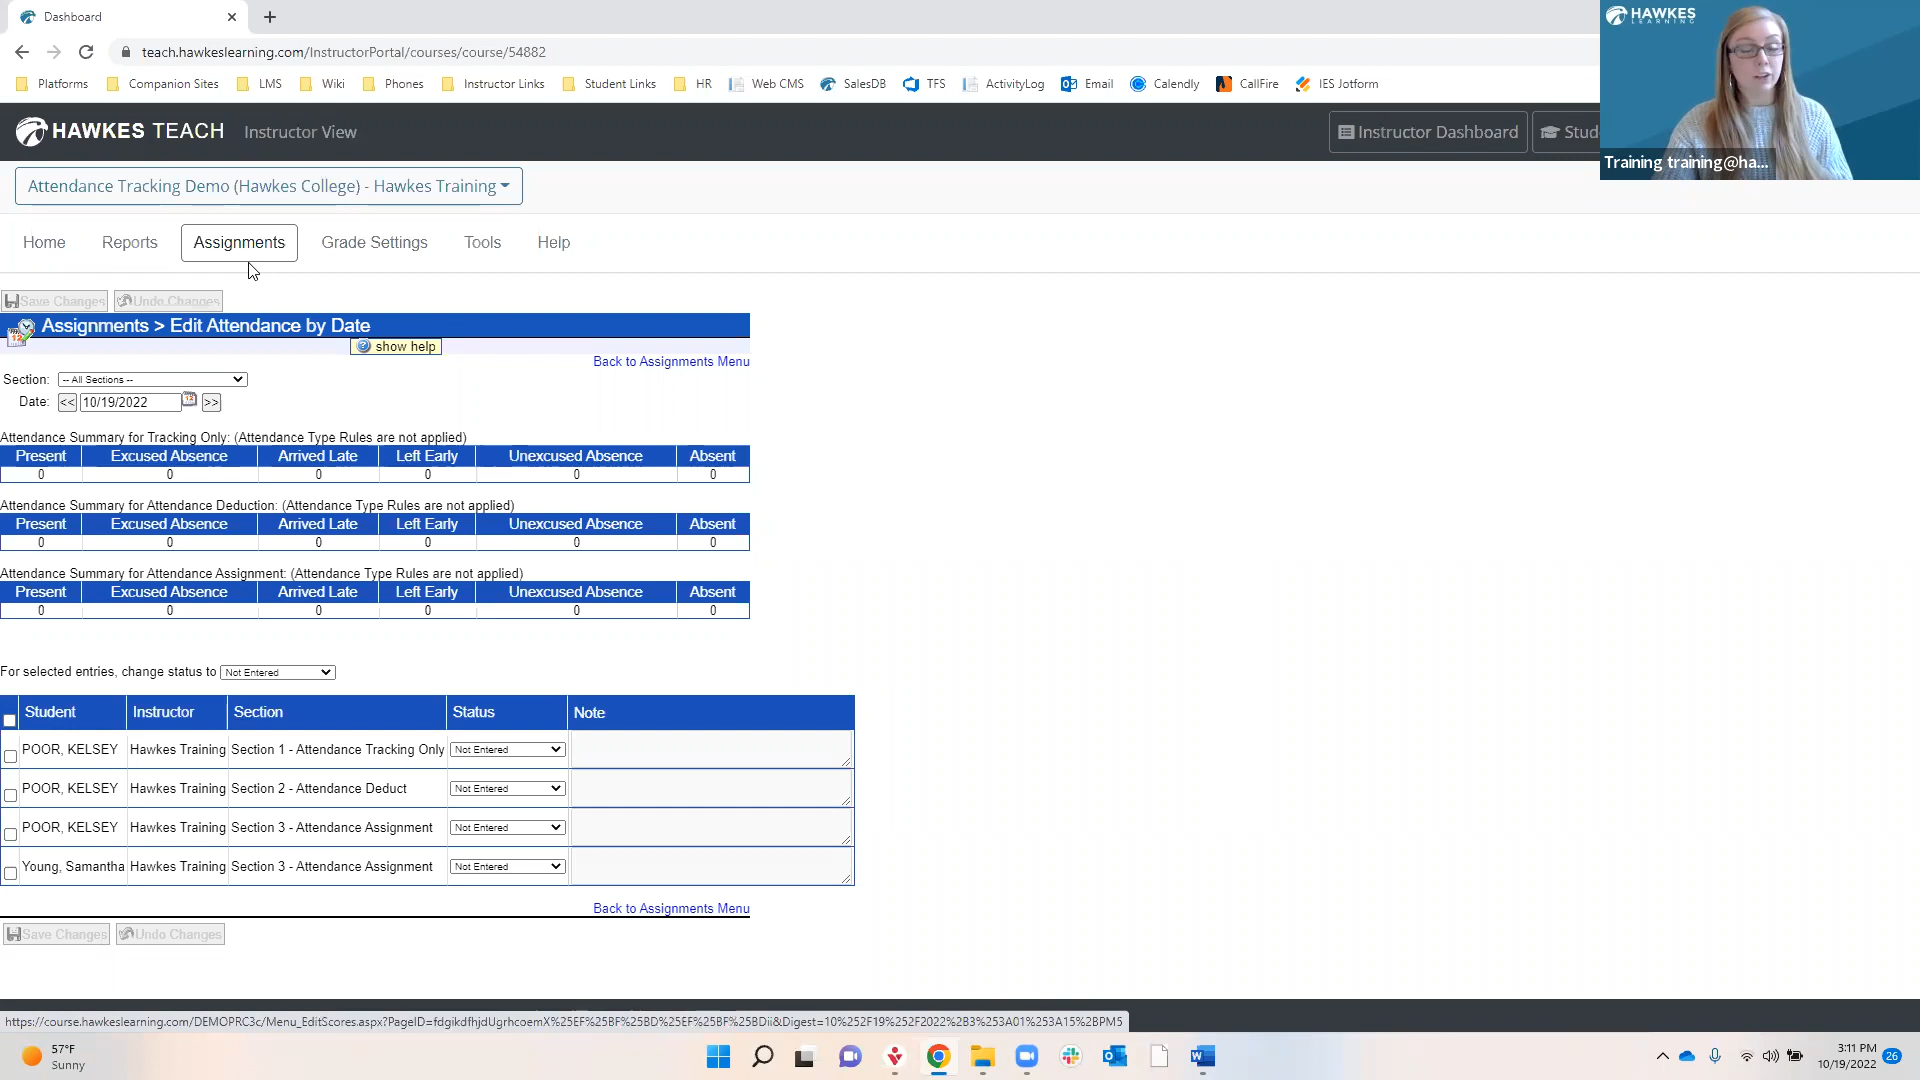 Dashboard
teach.hawkeslearning.com/InstructorPortal/courses/course/54882
Platforms Companion Sites LMS Wiki Phones Instructor Links Student Links HR Web CMS SalesDB TFS ActivityLog Email Calendly CallFire IES Jotform
HAWKES LEARNING
Training training@ha...
HAWKES TEACH Instructor View Instructor Dashboard Stud
Attendance Tracking Demo (Hawkes College) - Hawkes Training
Home Reports Assignments Grade Settings Tools Help
Save Changes Undo Changes
Assignments > Edit Attendance by Date
show help
Back to Assignments Menu
Section: -- All Sections --
Date: << 10/19/2022 12 >>
Attendance Summary for Tracking Only: (Attendance Type Rules are not applied)
Present Excused Absence Arrived Late Left Early Unexcused Absence Absent
0 0 0 0 0 0
Attendance Summary for Attendance Deduction: (Attendance Type Rules are not applied)
Present Excused Absence Arrived Late Left Early Unexcused Absence Absent
0 0 0 0 0 0
Attendance Summary for Attendance Assignment: (Attendance Type Rules are not applied)
Present Excused Absence Arrived Late Left Early Unexcused Absence Absent
0 0 0 0 0 0
For selected entries, change status to Not Entered
Student Instructor Section Status Note
POOR, KELSEY Hawkes Training Section 1 - Attendance Tracking Only Not Entered
POOR, KELSEY Hawkes Training Section 2 - Attendance Deduct Not Entered
POOR, KELSEY Hawkes Training Section 3 - Attendance Assignment Not Entered
Young, Samantha Hawkes Training Section 3 - Attendance Assignment Not Entered
Back to Assignments Menu
Save Changes Undo Changes
https://course.hawkeslearning.com/DEMOPRC3c/Menu_EditScores.aspx?PageID=fdgikdfhjdUgrhcoemX%25EF%25BF%25BD%25EF%25BF%25BDii&Digest=10%252F19%252F2022%2B3%253A01%253A15%2BPM5
57°F
Sunny
3:11 PM
10/19/2022
26